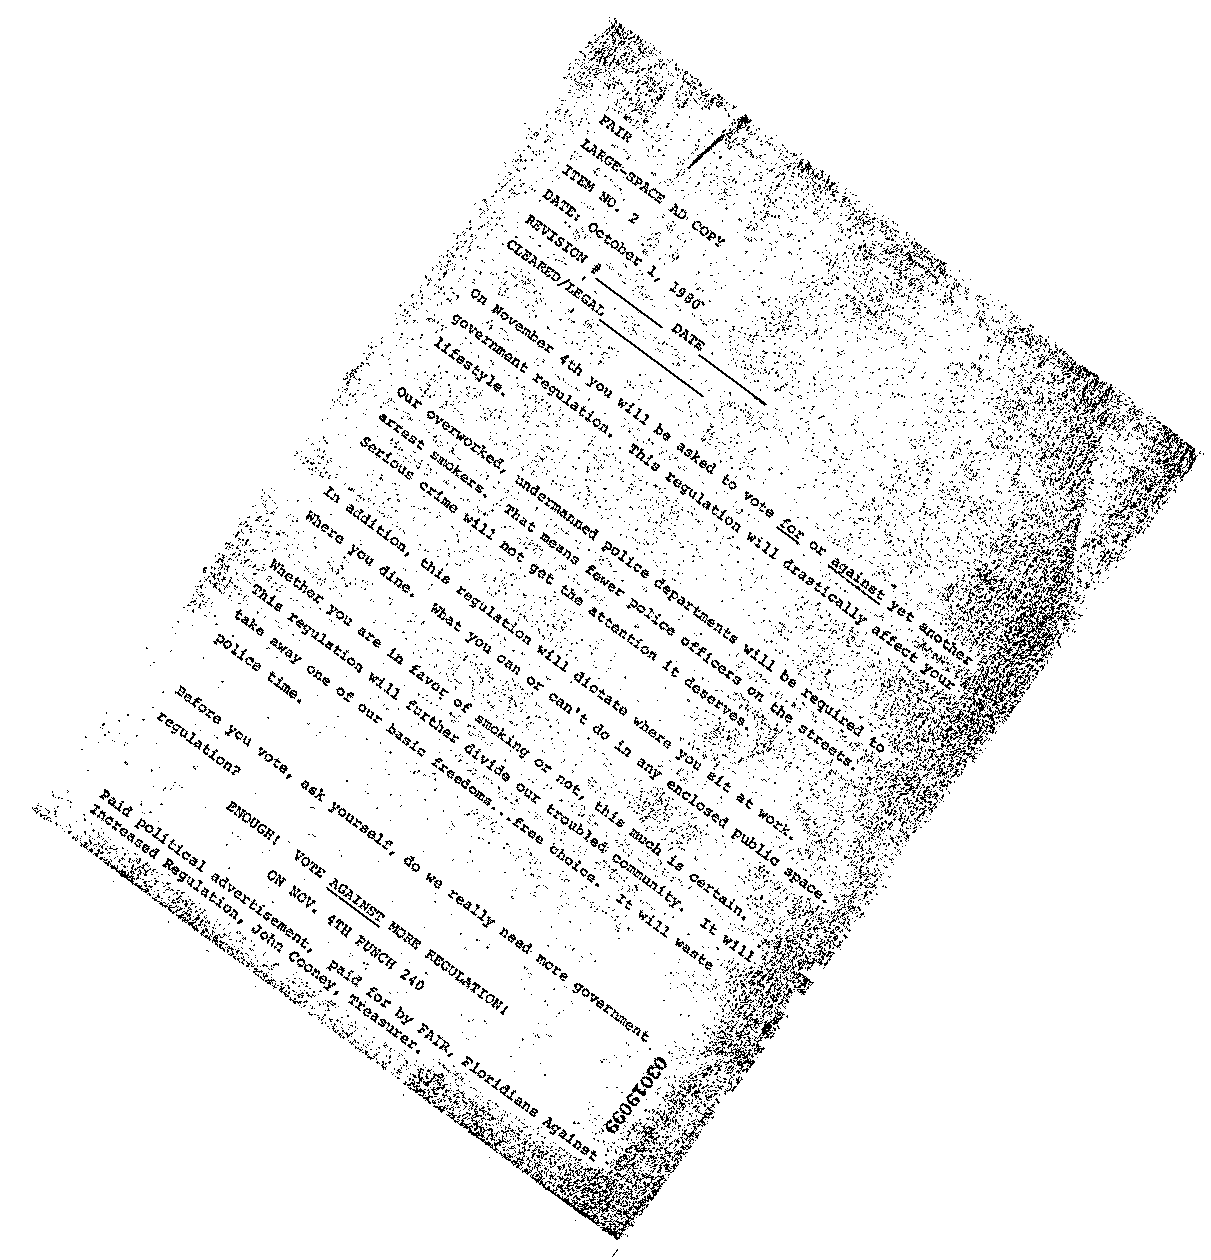 FAIR
LARGE-SPACE AD COPY
ITEM NO. 2
DATE: October 1, 1980
REVISION # DATE
CLEARED/LEGAL
On November 4th you will be asked to vote for or against yet another
government regulation. This regulation will drastically affect your
lifestyle.
Our overworked, undermanned police departments will be required to
arrest smokers. That means fewer police officers on the streets.
Serious crime will not get the attention it deserves.
In addition, this regulation will dictate where you sit at work.
Where you dine. What you can or can't do in any enclosed public space.
Whether you are in favor of smoking or not, this much is certain.
This regulation will further divide our troubled community. It will
take away one of our basic freedoms...free choice. It will waste
police time.
Before you vote, ask yourself, do we really need more government
regulation?
ENOUGH! VOTE AGAINST MORE REGULATION!
ON NOV. 4TH PUNCH 240
Paid political advertisement, paid for by FAIR, Floridians Against
Increased Regulation, John Cooney, Treasurer.